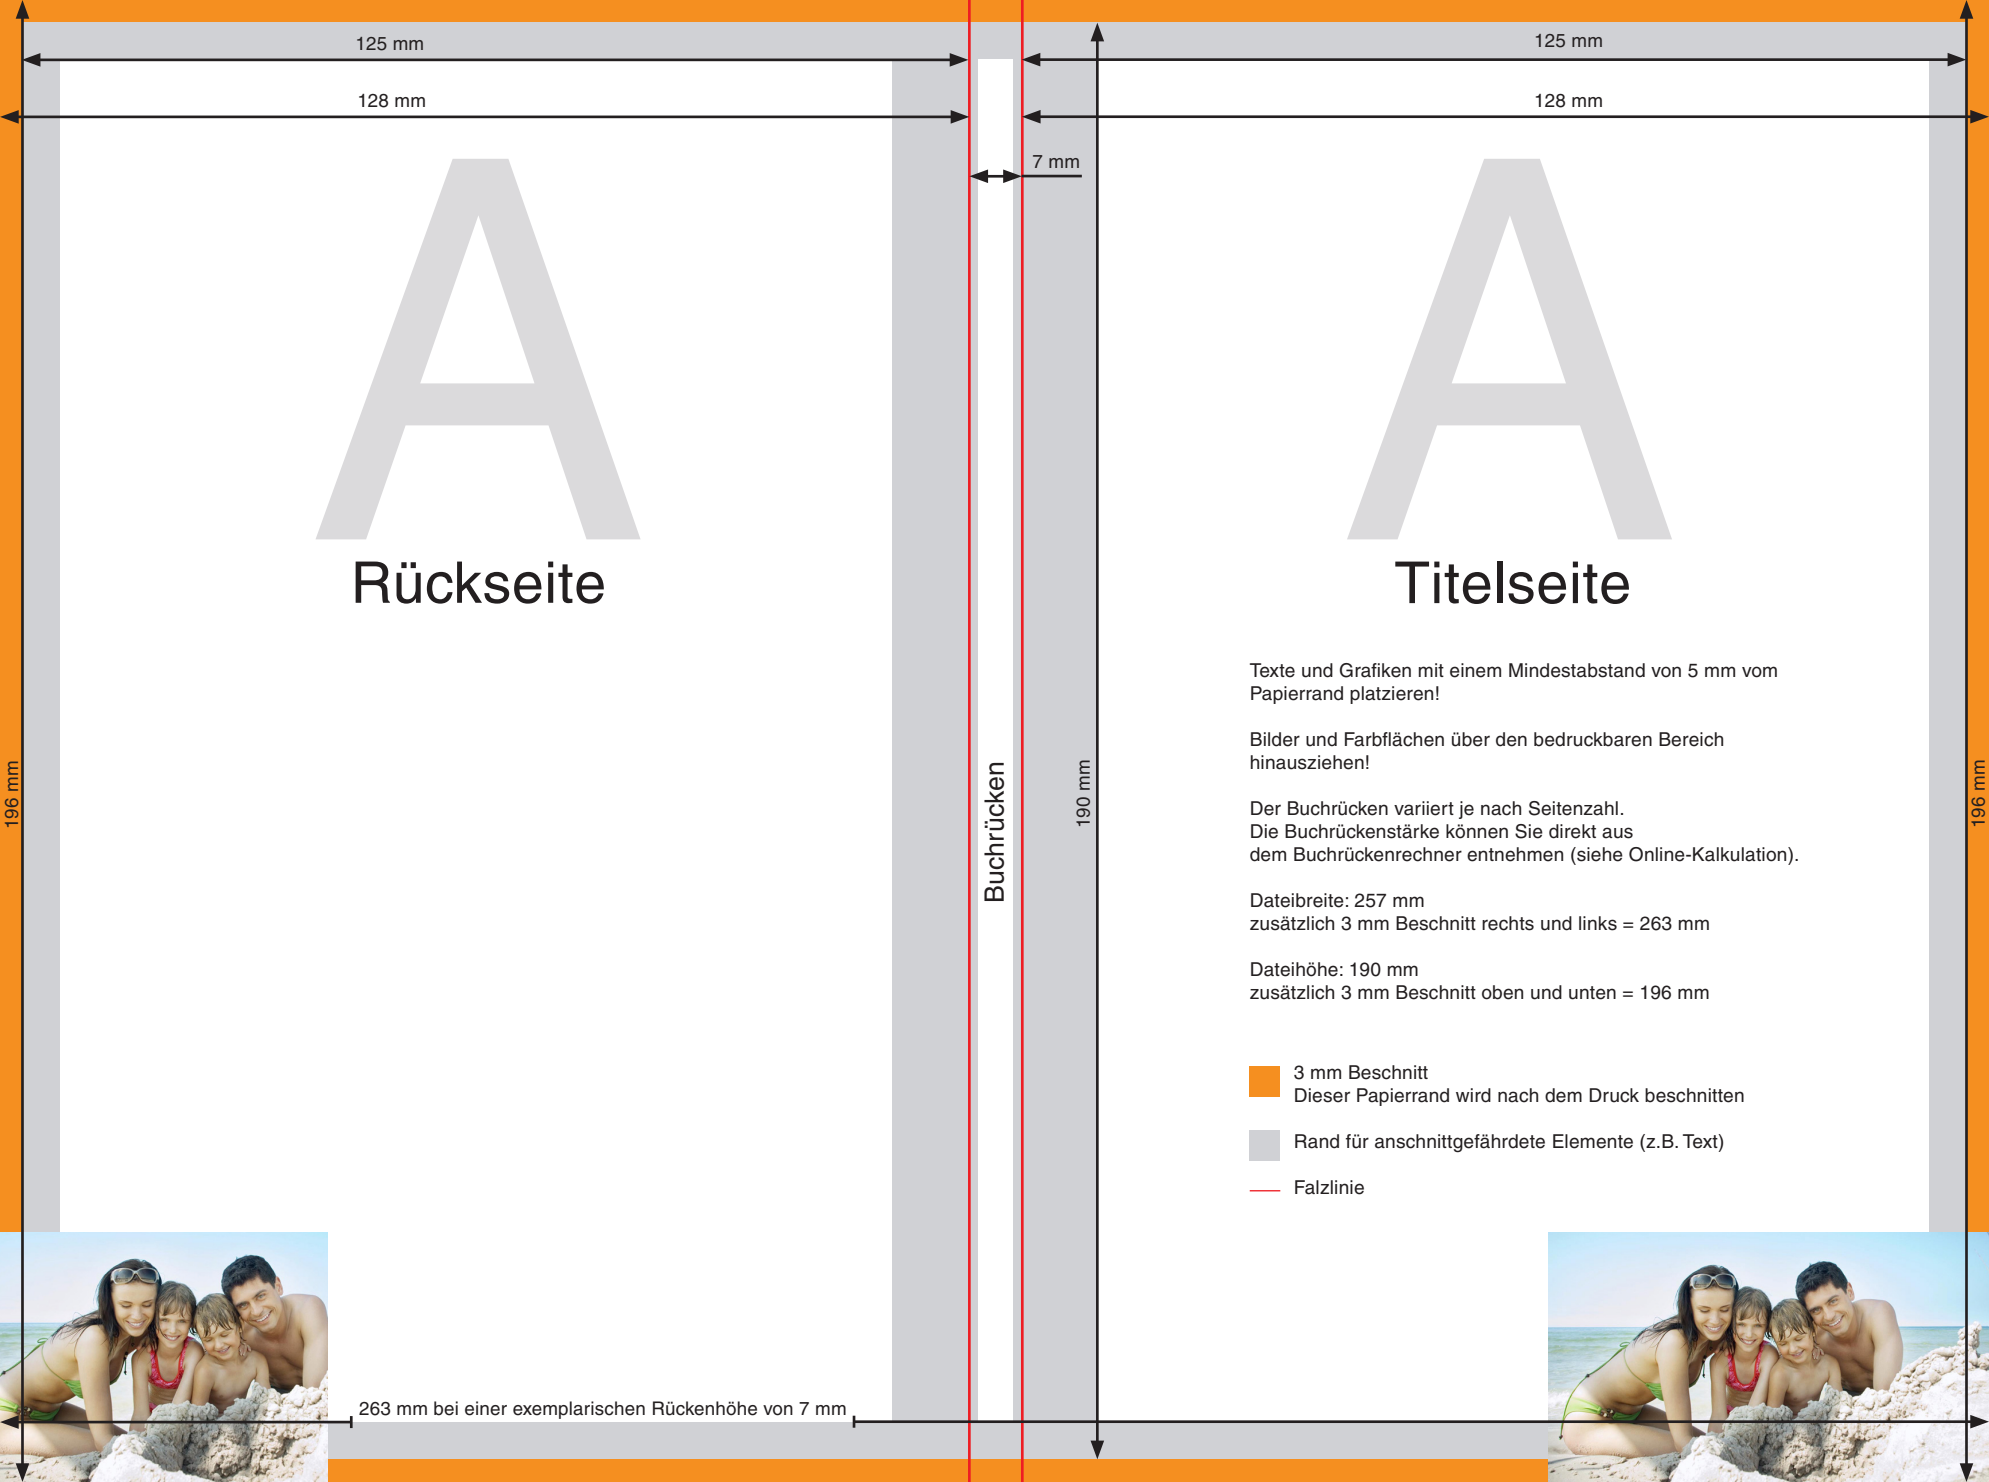 125 mm
125 mm
128 mm
128 mm
7 mm
A
A
Rückseite
Titelseite
Texte und Grafiken mit einem Mindestabstand von 5 mm vom
Papierrand platzieren!
Bilder und Farbflächen über den bedruckbaren Bereich
hinausziehen!
196 mm
Buchrücken
190 mm
196 mm
Der Buchrücken variiert je nach Seitenzahl.
Die Buchrückenstärke können Sie direkt aus
dem Buchrückenrechner entnehmen (siehe Online-Kalkulation).
Dateibreite: 257 mm
zusätzlich 3 mm Beschnitt rechts und links = 263 mm
Dateihöhe: 190 mm
zusätzlich 3 mm Beschnitt oben und unten = 196 mm
3 mm Beschnitt
Dieser Papierrand wird nach dem Druck beschnitten
Rand für anschnittgefährdete Elemente (z.B. Text)
Falzlinie
263 mm bei einer exemplarischen Rückenhöhe von 7 mm